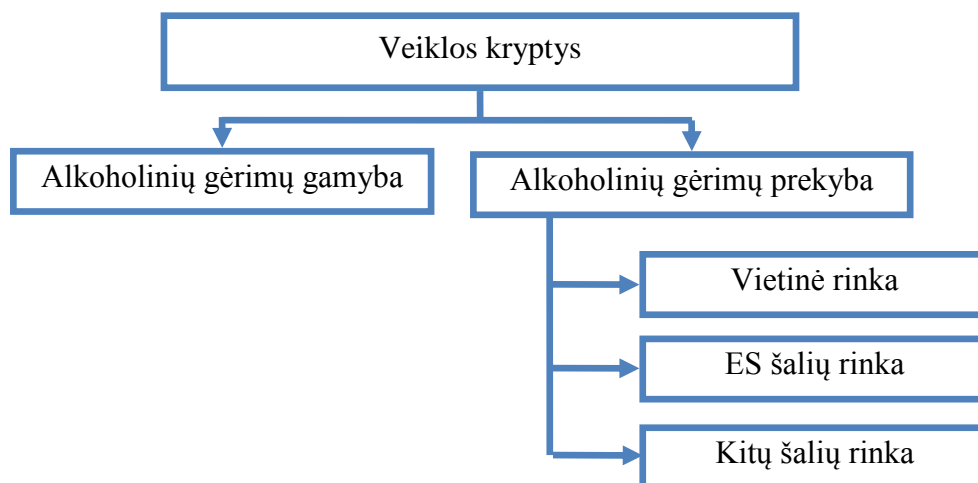 Veiklos kryptys
Alkoholinių gėrimų gamyba
Alkoholinių gėrimų prekyba
Vietinė rinka
ES šalių rinka
Kitų šalių rinka